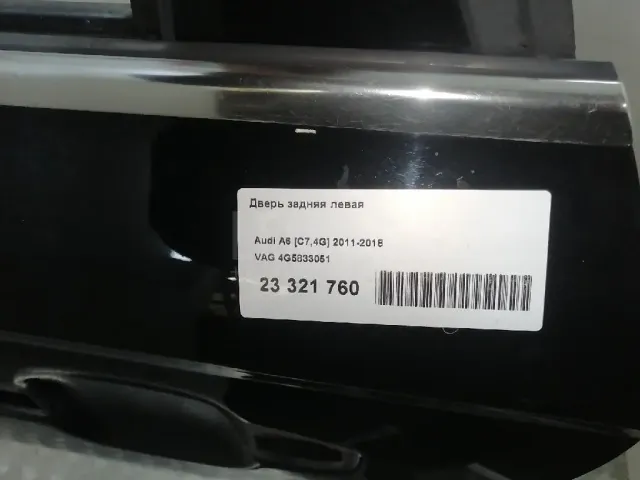 Дверь задняя левая
Audi A6 [C7,4G] 2011-2018
VAG 4G5833051
23 321 760